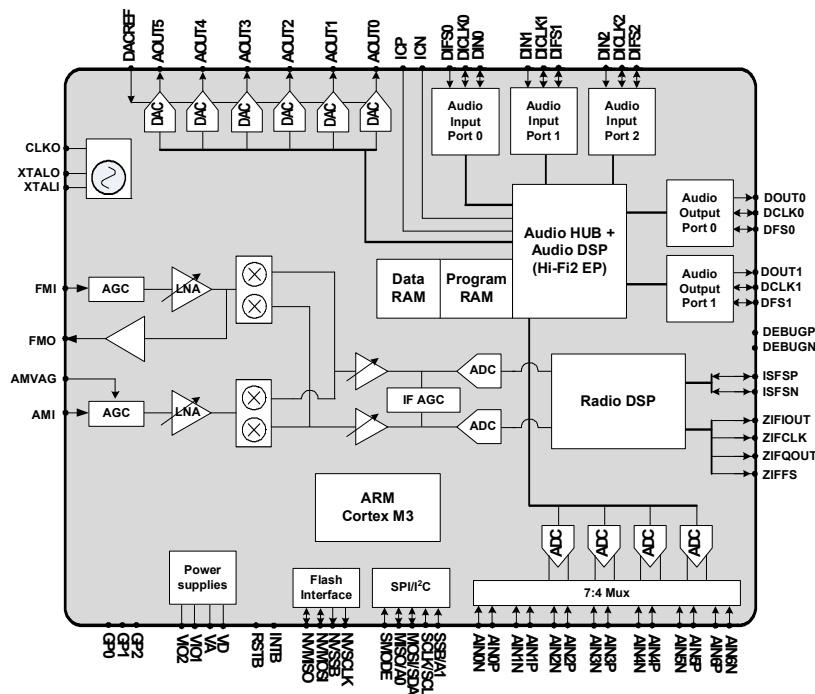 DACREF
AOUT5
AOUT4
AOUT3
AOUT2
AOUT1
AOUT0
ICP
ICN
DIFS0
DICLK0
DIN0
DIN1
DICLK1
DIFS1
DIN2
DICLK2
DIFS2
DAC
DAC
DAC
DAC
DAC
DAC
Audio
Input
Port 0
Audio
Input
Port 1
Audio
Input
Port 2
CLKO
XTALO
XTALI
Audio HUB +
Audio DSP
(Hi-Fi2 EP)
Audio
Output
Port 0
DOUT0
DCLK0
DFS0
Data
RAM
Program
RAM
Audio
Output
Port 1
DOUT1
DCLK1
DFS1
FMI
AGC
LNA
FMO
DEBUGP
DEBUGN
AMVAG
AMI
AGC
LNA
IF AGC
ADC
ADC
Radio DSP
ISFSP
ISFSN
ZIFIOUT
ZIFCLK
ZIFQOUT
ZIFFS
ARM
Cortex M3
ADC
ADC
ADC
ADC
Power
supplies
Flash
Interface
SPI/I²C
7:4 Mux
GP0
GP1
GP2
VIO2
VIO1
VA
VD
RSTB
INTB
NVMISO
NVMOSI
NVSSB
NVSCLK
SMODE
MISO/A0
MOSI/SDA
SCLK/SCL
SSB/A1
AIN0N
AIN0P
AIN1N
AIN1P
AIN2N
AIN2P
AIN3N
AIN3P
AIN4N
AIN4P
AIN5N
AIN5P
AIN6P
AIN6N